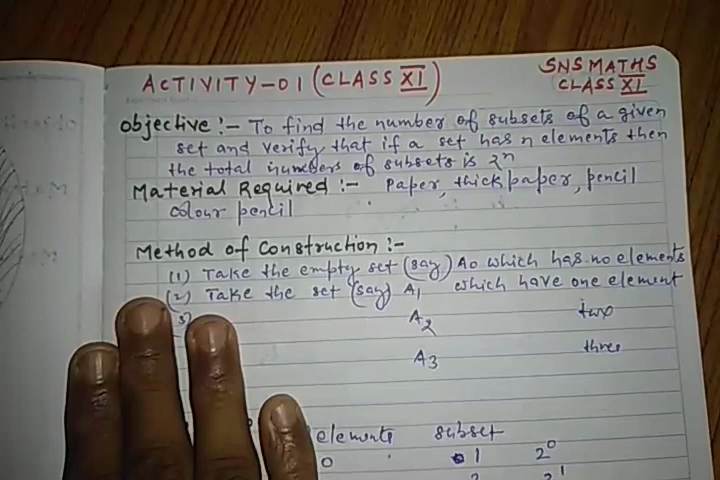 ACTIVITY-01 (CLASS XI)
SNS MATHS
CLASS XI
Objective :- To find the number of subsets of a given
set and verify that if a set has n elements then
the total numbers of subsets is 2ⁿ
Material Required :- Paper, thick paper, pencil
colour pencil
Method of Construction :-
(1) Take the empty set (say) A0 which has no elements
(2) Take the set (say) A1 which have one element
3) A2 two
A3 three
elements subset
0 1 2⁰
2¹